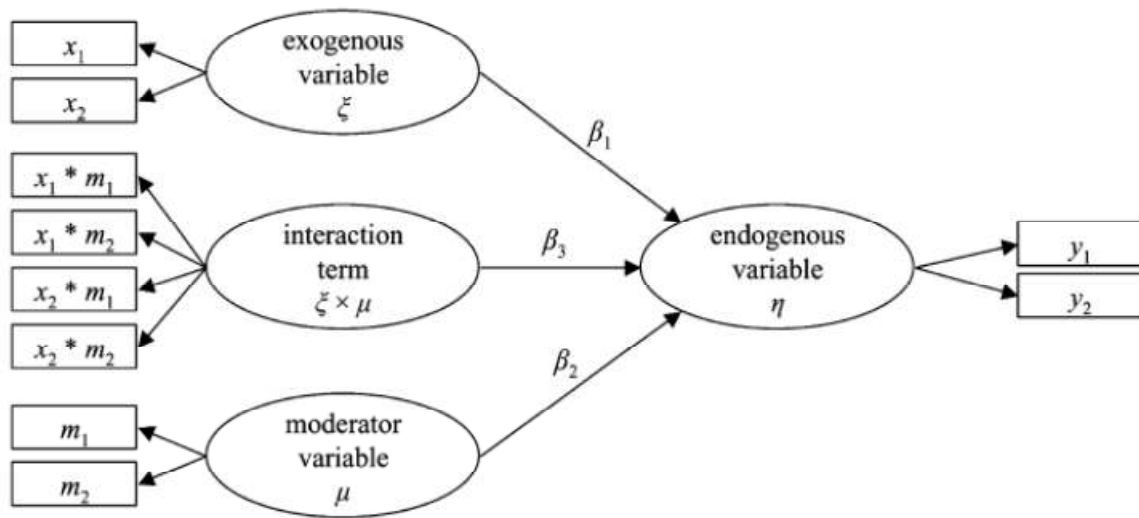 x₁
x₂
exogenous
variable
ξ
β₁
x₁ * m₁
x₁ * m₂
x₂ * m₁
x₂ * m₂
interaction
term
ξ × μ
β₃
endogenous
variable
η
y₁
y₂
β₂
m₁
m₂
moderator
variable
μ